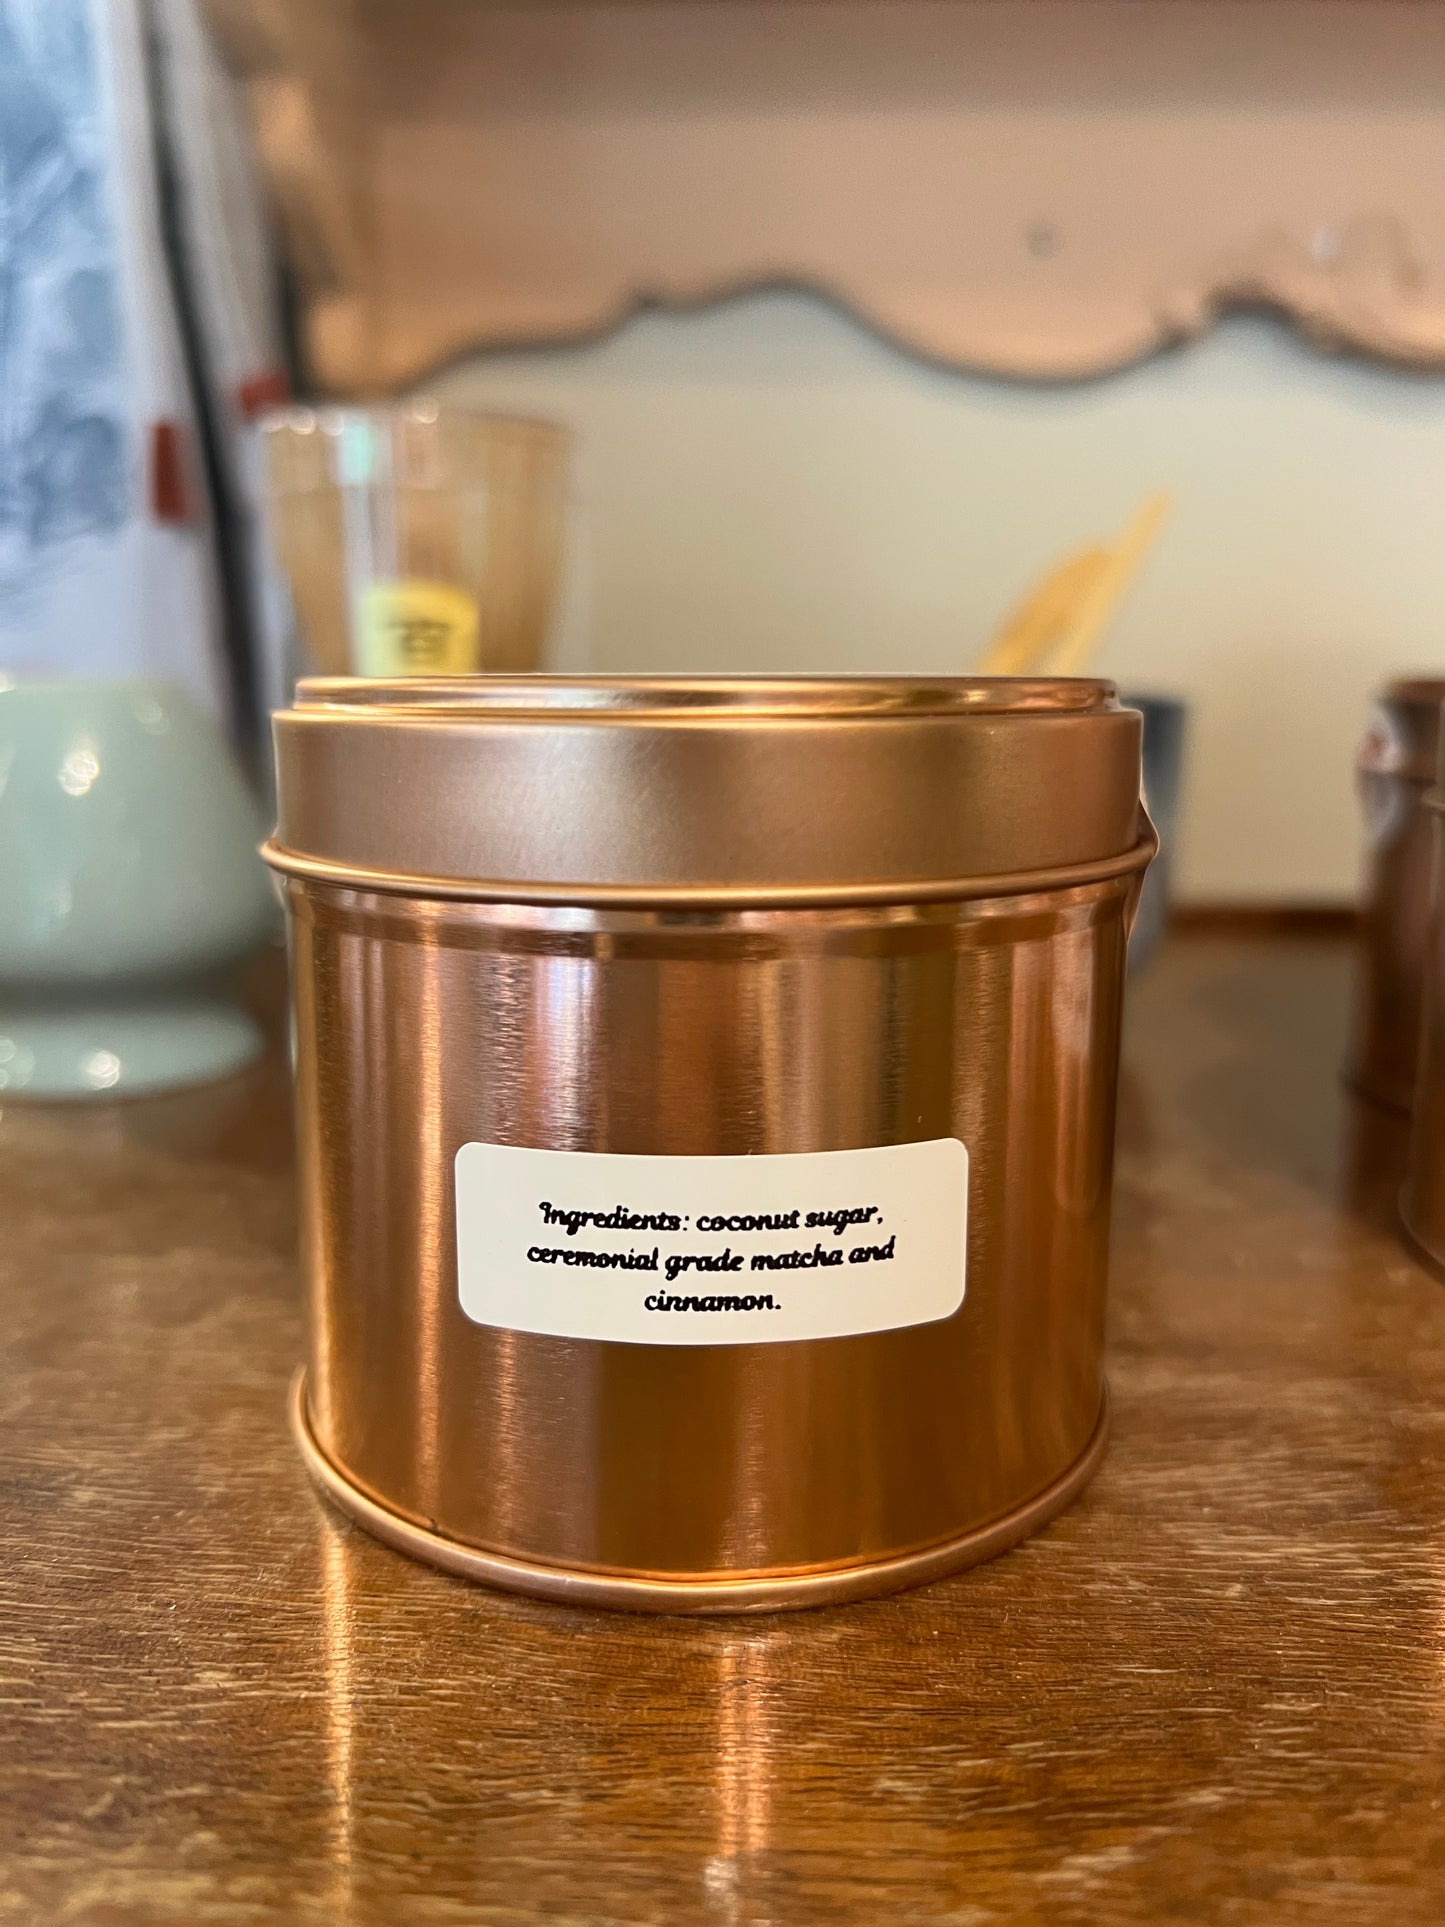 Ingredients: coconut sugar,
ceremonial grade matcha and
cinnamon.